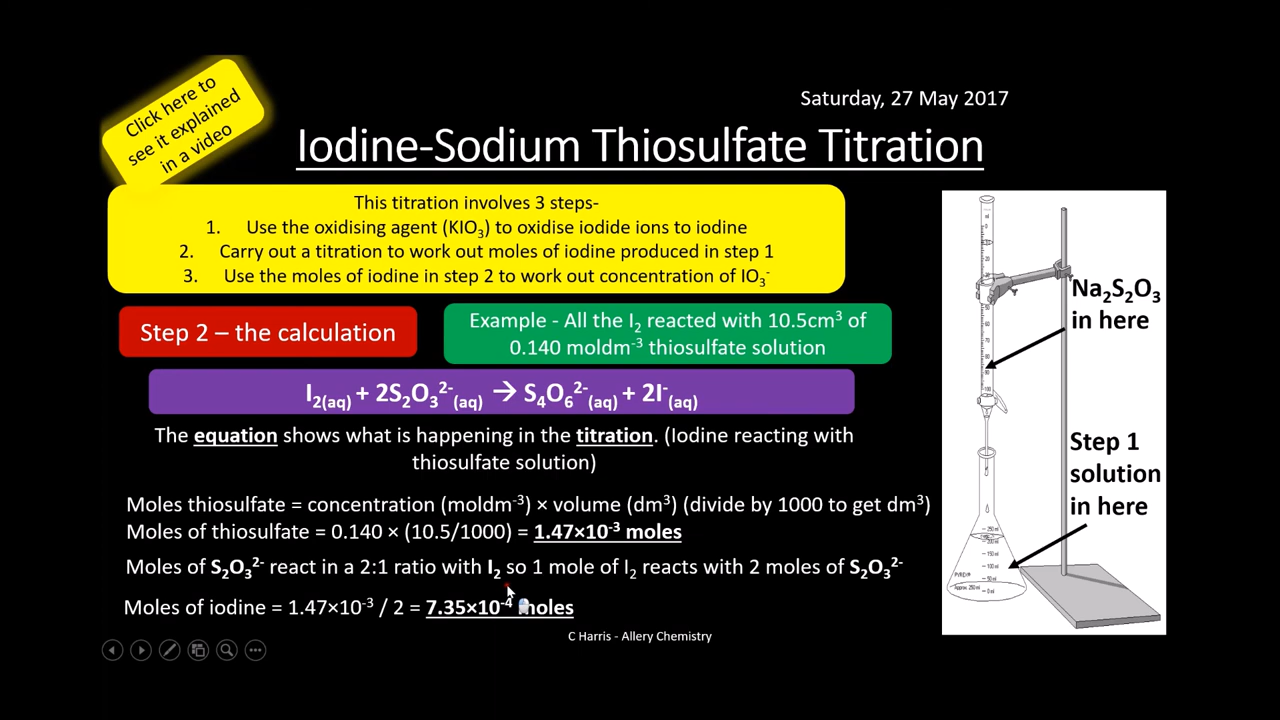 Click here to
see it explained
in a video
Saturday, 27 May 2017
Iodine-Sodium Thiosulfate Titration
This titration involves 3 steps-
1. Use the oxidising agent (KIO₃) to oxidise iodide ions to iodine
2. Carry out a titration to work out moles of iodine produced in step 1
3. Use the moles of iodine in step 2 to work out concentration of IO₃⁻
Step 2 – the calculation
Example - All the I₂ reacted with 10.5cm³ of
0.140 moldm⁻³ thiosulfate solution
I₂₍aq₎ + 2S₂O₃²⁻₍aq₎ → S₄O₆²⁻₍aq₎ + 2I⁻₍aq₎
The equation shows what is happening in the titration. (Iodine reacting with
thiosulfate solution)
Moles thiosulfate = concentration (moldm⁻³) × volume (dm³) (divide by 1000 to get dm³)
Moles of thiosulfate = 0.140 × (10.5/1000) = 1.47×10⁻³ moles
Moles of S₂O₃²⁻ react in a 2:1 ratio with I₂ so 1 mole of I₂ reacts with 2 moles of S₂O₃²⁻
Moles of iodine = 1.47×10⁻³ / 2 = 7.35×10⁻⁴ moles
C Harris - Allery Chemistry
Na₂S₂O₃
in here
Step 1
solution
in here